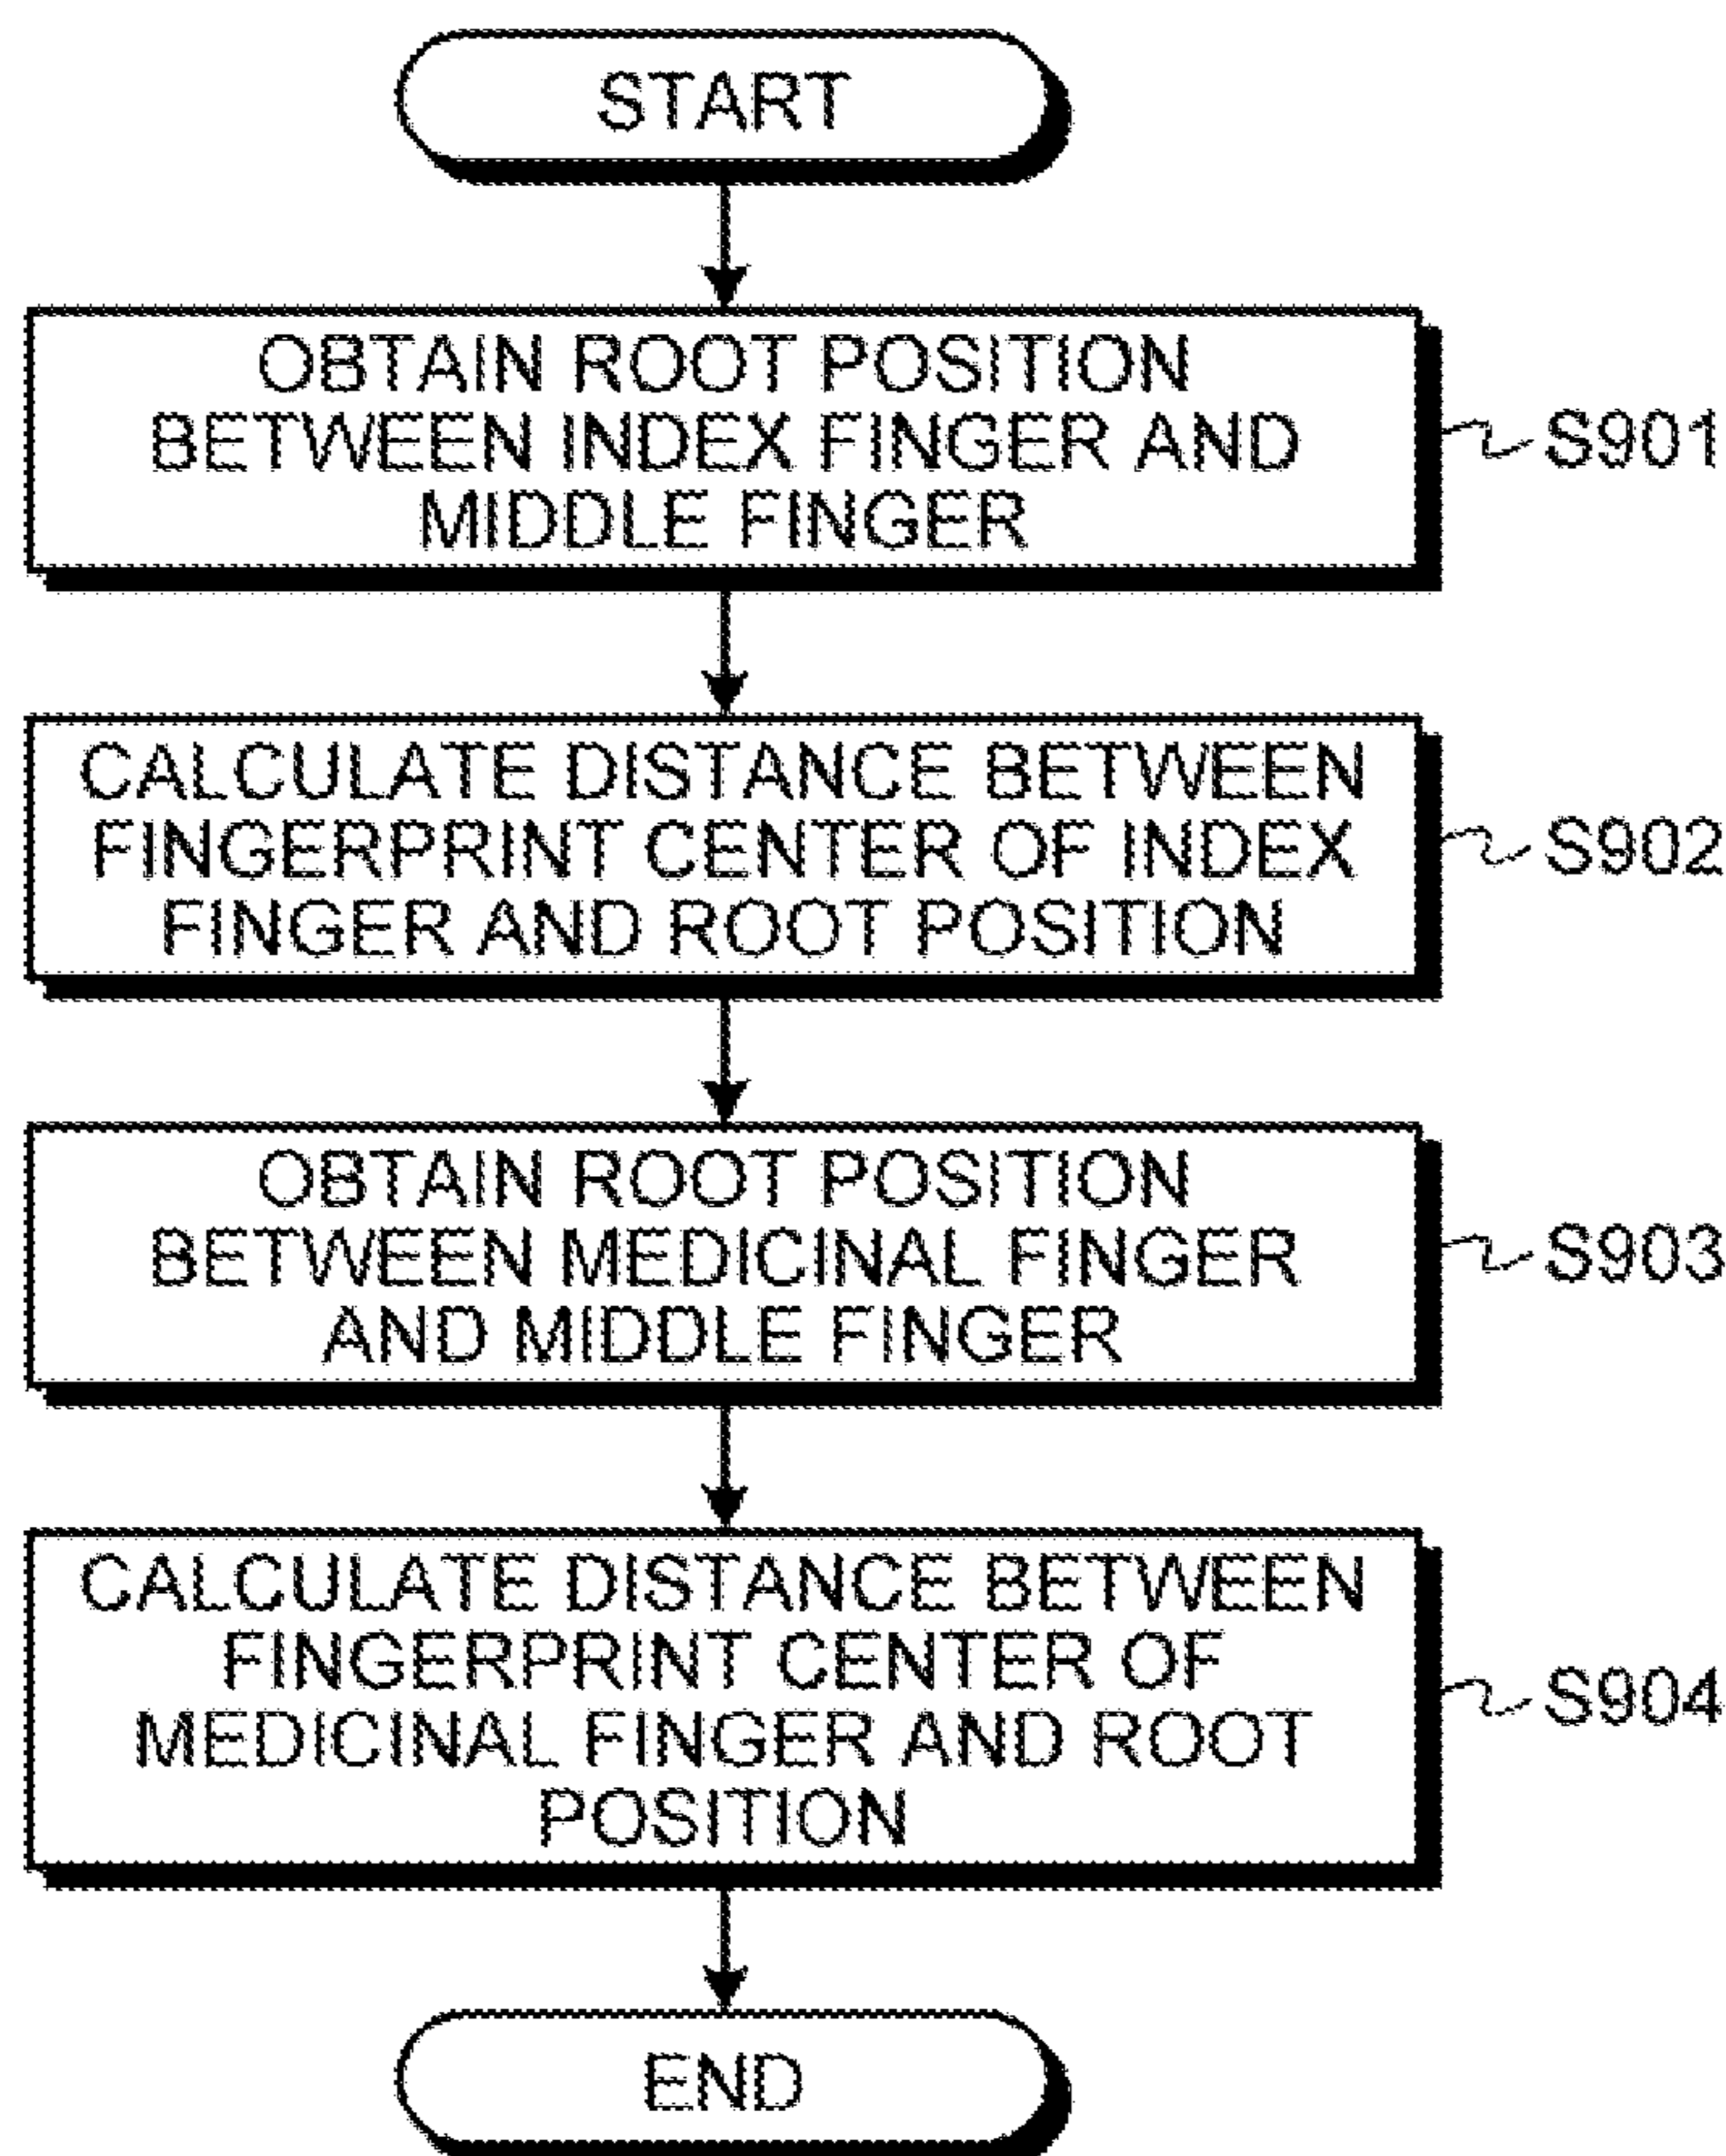 START
OBTAIN ROOT POSITION
BETWEEN INDEX FINGER AND
MIDDLE FINGER
S901
CALCULATE DISTANCE BETWEEN
FINGERPRINT CENTER OF INDEX
FINGER AND ROOT POSITION
S902
OBTAIN ROOT POSITION
BETWEEN MEDICINAL FINGER
AND MIDDLE FINGER
S903
CALCULATE DISTANCE BETWEEN
FINGERPRINT CENTER OF
MEDICINAL FINGER AND ROOT
POSITION
S904
END